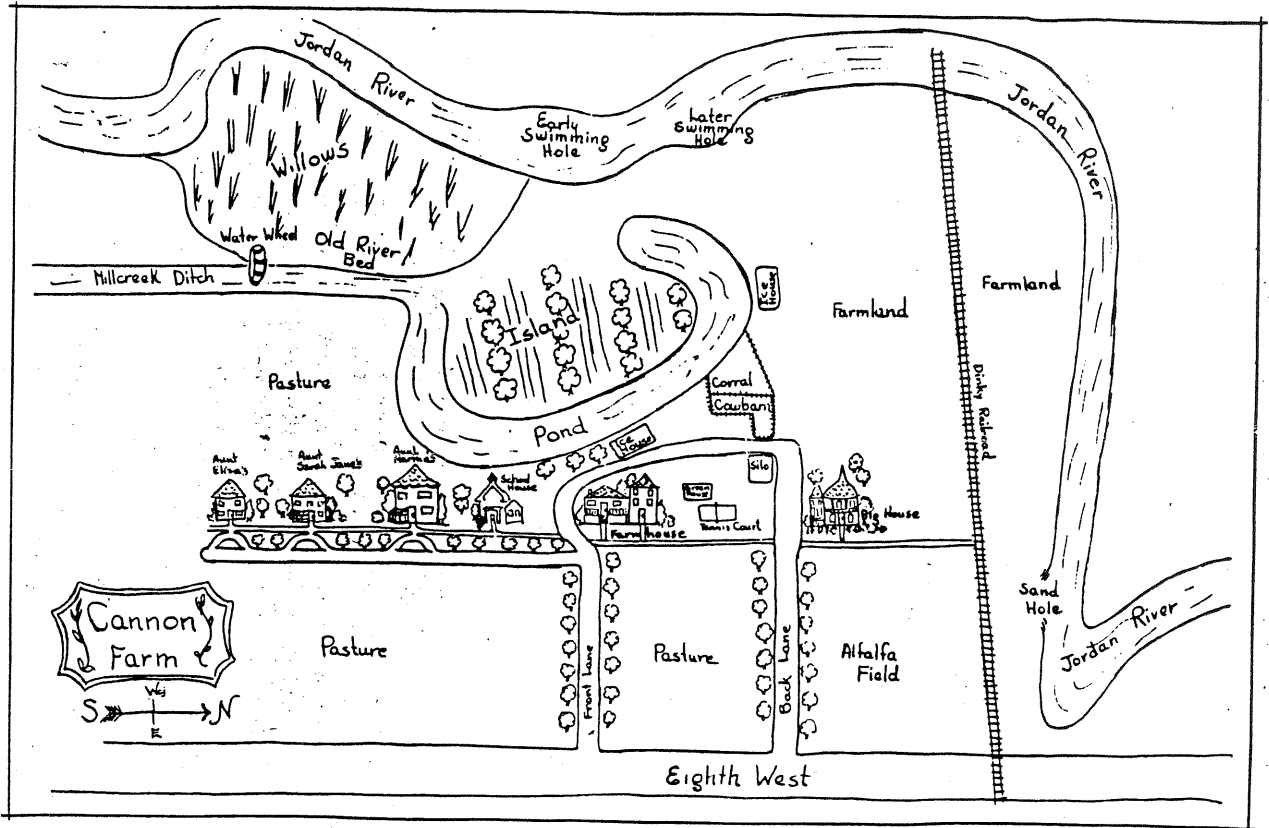 Jordan
River
Early
Swimming
Hole
Later
Swimming
Hole
Jordan
River
Willows
Water Wheel
Old River
Bed
Millcreek Ditch
Island
Ice
House
Farmland
Farmland
Pasture
Corral
Cowbarn
Dinky Railroad
Pond
Ice
House
Aunt
Eliza's
Aunt
Sarah Jane's
Aunt
School
House
Silo
House
Tennis Court
Big House
Farmhouse
Sand
Hole
Jordan River
Cannon
Farm
Pasture
Front Lane
Pasture
Back Lane
Alfalfa
Field
S
N
E
Eighth West